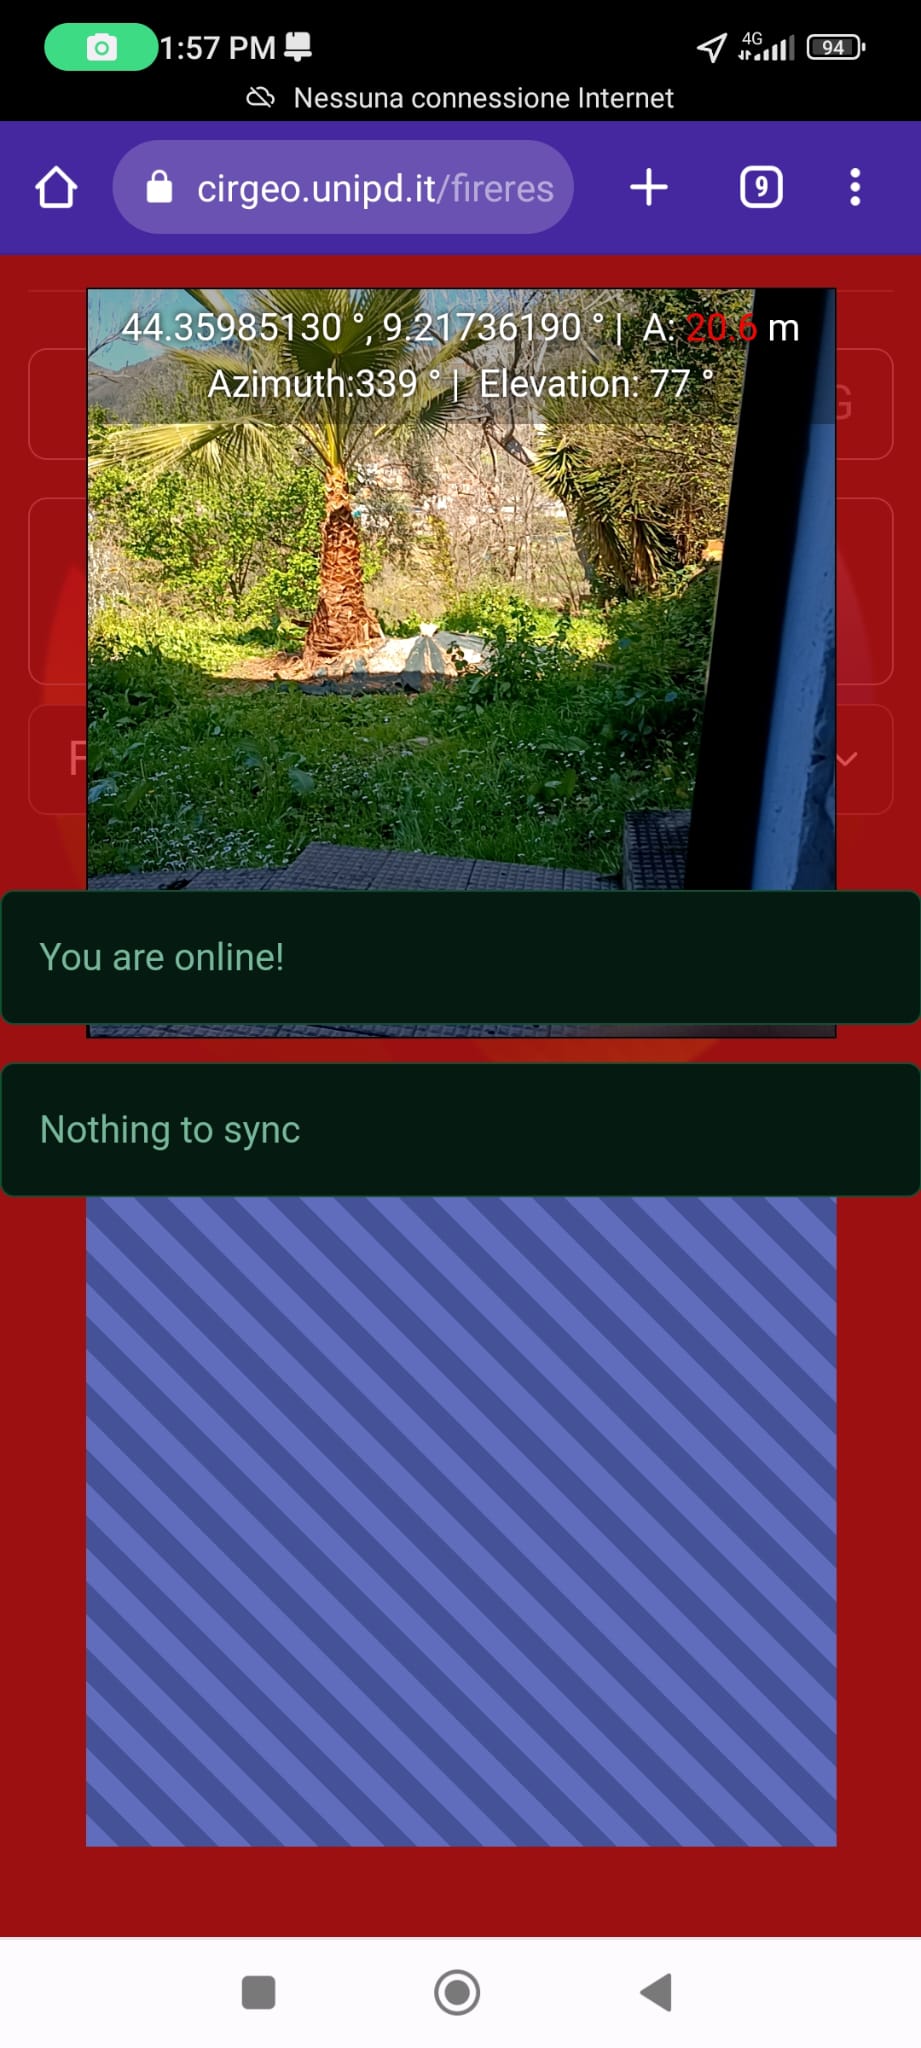 1:57 PM
4G
94
Nessuna connessione Internet
cirgeo.unipd.it/fireres
9
44.35985130 °, 9.21736190 ° | A: 20.6 m
Azimuth:339 ° | Elevation: 77 °
G
F
You are online!
Nothing to sync